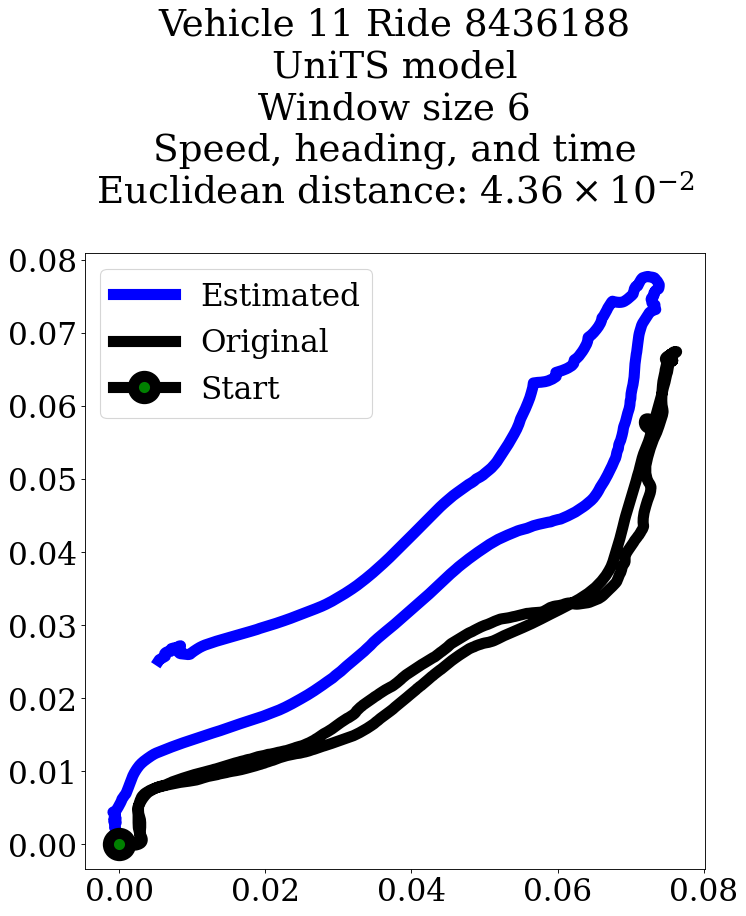 Vehicle 11 Ride 8436188
UniTS model
Window size 6
Speed, heading, and time
Euclidean distance: 4.36 × 10⁻²
0.08
0.07
0.06
0.05
0.04
0.03
0.02
0.01
0.00
Estimated
Original
Start
0.00 0.02 0.04 0.06 0.08